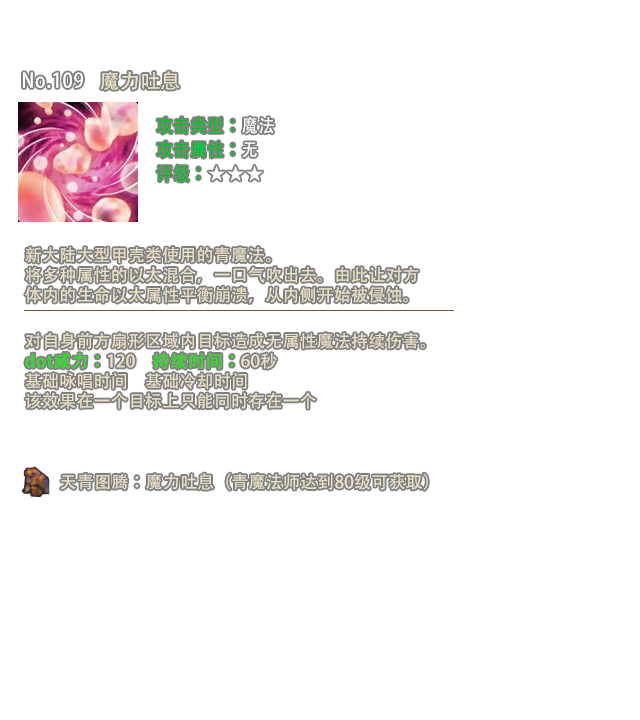 No.109 魔力吐息
攻击类型：魔法
攻击属性：无
评级：★★★
新大陆大型甲壳类使用的青魔法。
将多种属性的以太混合，一口气吹出去。由此让对方
体内的生命以太属性平衡崩溃，从内侧开始被侵蚀。
对自身前方扇形区域内目标造成无属性魔法持续伤害。
dot威力：120 持续时间：60秒
基础咏唱时间 基础冷却时间
该效果在一个目标上只能同时存在一个
天青图腾：魔力吐息（青魔法师达到80级可获取）